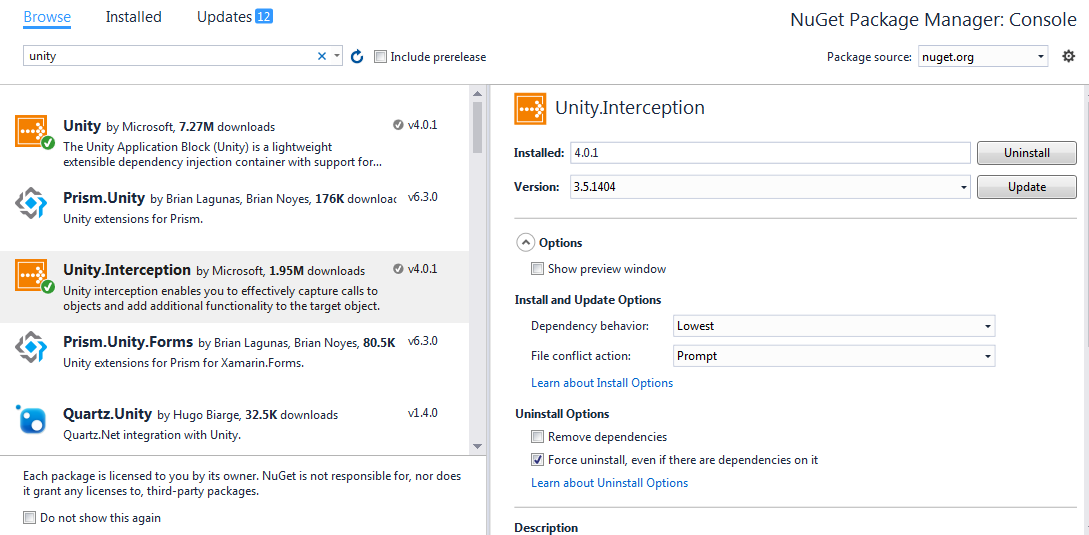 Browse Installed Updates 12
NuGet Package Manager: Console
unity
Include prerelease
Package source: nuget.org
Unity by Microsoft, 7.27M downloads v4.0.1
The Unity Application Block (Unity) is a lightweight
extensible dependency injection container with support for...
Prism.Unity by Brian Lagunas, Brian Noyes, 176K downloac v6.3.0
Unity extensions for Prism.
Unity.Interception by Microsoft, 1.95M downloads v4.0.1
Unity interception enables you to effectively capture calls to
objects and add additional functionality to the target object.
Prism.Unity.Forms by Brian Lagunas, Brian Noyes, 80.5K v6.3.0
Unity extensions for Prism for Xamarin.Forms.
Quartz.Unity by Hugo Biarge, 32.5K downloads v1.4.0
Quartz.Net integration with Unity.
Each package is licensed to you by its owner. NuGet is not responsible for, nor does
it grant any licenses to, third-party packages.
Do not show this again
Unity.Interception
Installed: 4.0.1 Uninstall
Version: 3.5.1404 Update
Options
Show preview window
Install and Update Options
Dependency behavior: Lowest
File conflict action: Prompt
Learn about Install Options
Uninstall Options
Remove dependencies
Force uninstall, even if there are dependencies on it
Learn about Uninstall Options
Description